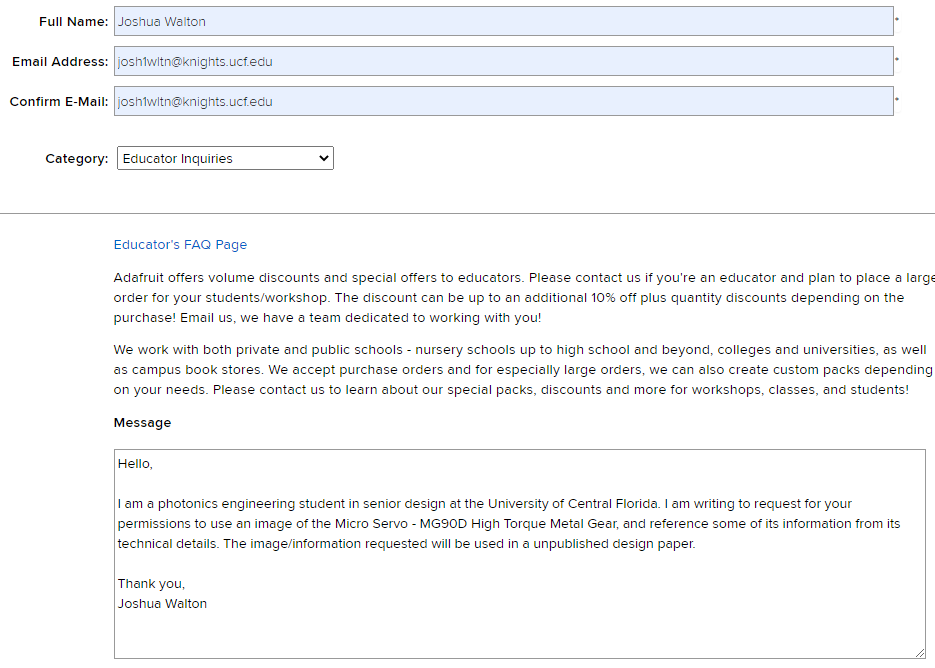 Full Name: Joshua Walton *
Email Address: josh1wltn@knights.ucf.edu *
Confirm E-Mail: josh1wltn@knights.ucf.edu *
Category: Educator Inquiries
Educator's FAQ Page
Adafruit offers volume discounts and special offers to educators. Please contact us if you're an educator and plan to place a large
order for your students/workshop. The discount can be up to an additional 10% off plus quantity discounts depending on the
purchase! Email us, we have a team dedicated to working with you!
We work with both private and public schools - nursery schools up to high school and beyond, colleges and universities, as well
as campus book stores. We accept purchase orders and for especially large orders, we can also create custom packs depending
on your needs. Please contact us to learn about our special packs, discounts and more for workshops, classes, and students!
Message
Hello,
I am a photonics engineering student in senior design at the University of Central Florida. I am writing to request for your
permissions to use an image of the Micro Servo - MG90D High Torque Metal Gear, and reference some of its information from its
technical details. The image/information requested will be used in a unpublished design paper.
Thank you,
Joshua Walton